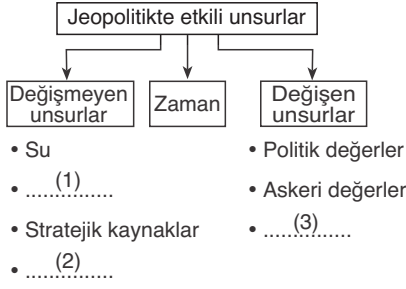 Jeopolitikte etkili unsurlar
Değişmeyen
unsurlar
Zaman
Değişen
unsurlar
• Su
• ......(1)......
• Stratejik kaynaklar
• ......(2)......
• Politik değerler
• Askeri değerler
• ......(3)......